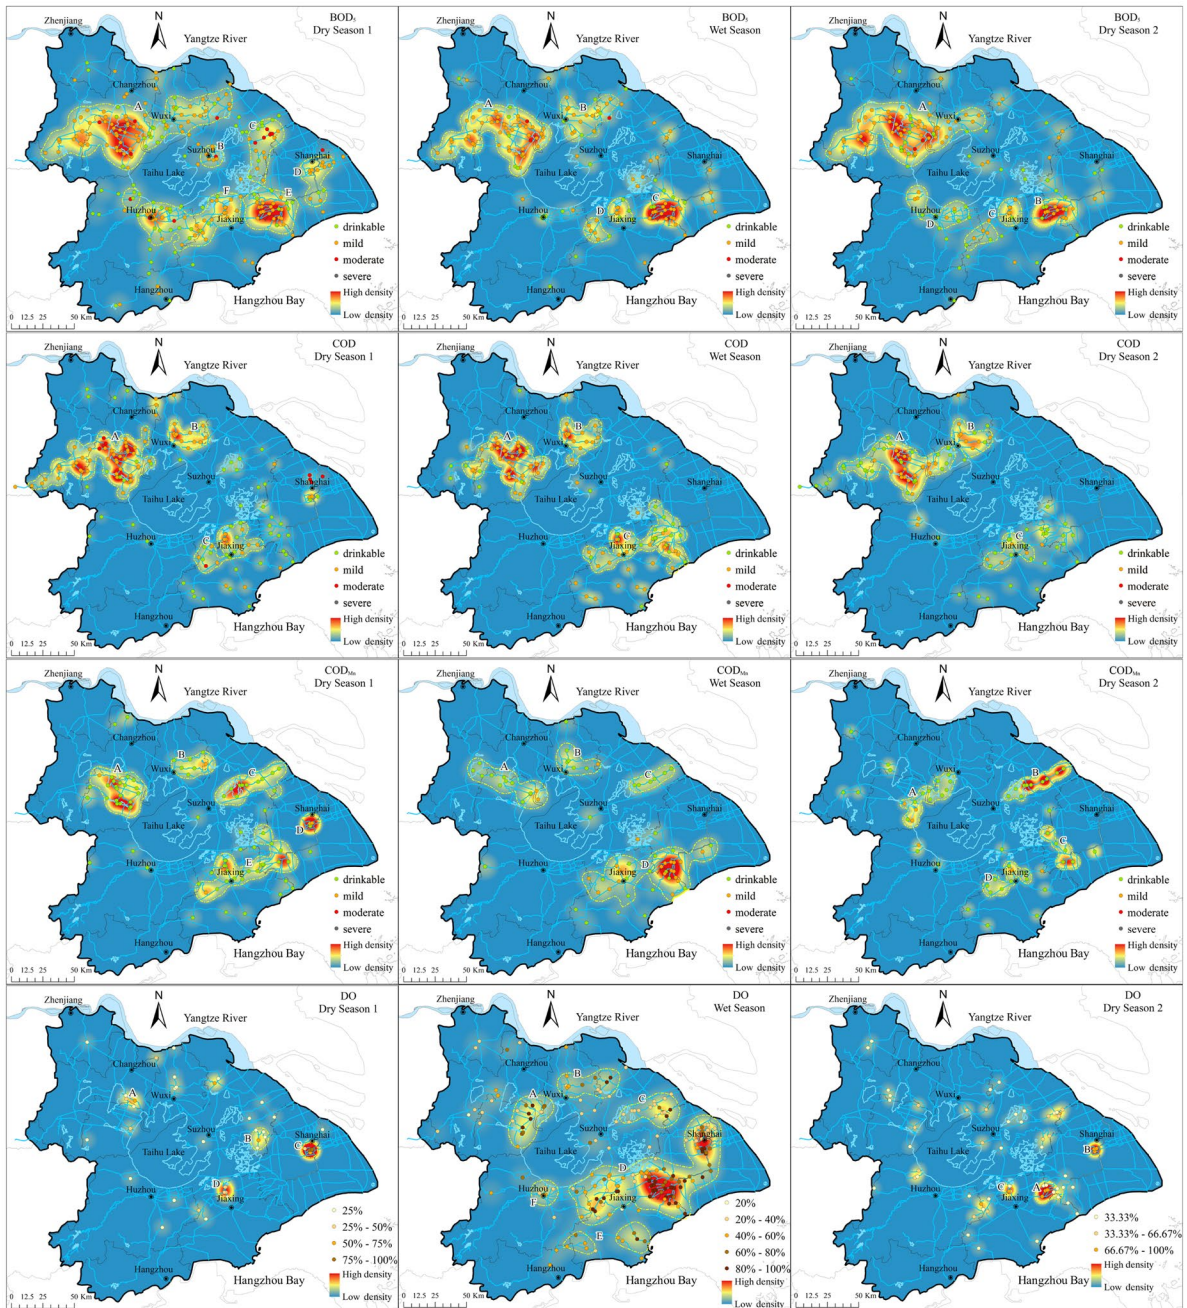 BOD₅
Dry Season 1
Zhenjiang
N
Yangtze River
Changzhou
A
Wuxi
C
B
Suzhou
Shanghai
D
Taihu Lake
F
E
Huzhou
Jiaxing
drinkable
mild
moderate
severe
High density
Low density
Hangzhou
Hangzhou Bay
0 12.5 25 50 Km
BOD₅
Wet Season
Zhenjiang
N
Yangtze River
Changzhou
A
B
Wuxi
Suzhou
Shanghai
Taihu Lake
C
D
Huzhou
Jiaxing
drinkable
mild
moderate
severe
High density
Low density
Hangzhou
Hangzhou Bay
0 12.5 25 50 Km
BOD₅
Dry Season 2
Zhenjiang
N
Yangtze River
Changzhou
A
Wuxi
Suzhou
Shanghai
Taihu Lake
B
C
Huzhou
D
Jiaxing
drinkable
mild
moderate
severe
High density
Low density
Hangzhou
Hangzhou Bay
0 12.5 25 50 Km
COD
Dry Season 1
Zhenjiang
N
Yangtze River
Changzhou
B
A
Wuxi
Suzhou
Shanghai
Taihu Lake
Huzhou
C
Jiaxing
drinkable
mild
moderate
severe
High density
Low density
Hangzhou
Hangzhou Bay
0 12.5 25 50 Km
COD
Wet Season
Zhenjiang
N
Yangtze River
Changzhou
B
A
Wuxi
Suzhou
Shanghai
Taihu Lake
Huzhou
C
Jiaxing
drinkable
mild
moderate
severe
High density
Low density
Hangzhou
Hangzhou Bay
0 12.5 25 50 Km
COD
Dry Season 2
Zhenjiang
N
Yangtze River
Changzhou
B
A
Wuxi
Suzhou
Shanghai
Taihu Lake
Huzhou
C
Jiaxing
drinkable
mild
moderate
severe
High density
Low density
Hangzhou
Hangzhou Bay
0 12.5 25 50 Km
COD<sub>Mn</sub>
Dry Season 1
Zhenjiang
N
Yangtze River
Changzhou
B
A
Wuxi
C
Suzhou
Shanghai
D
Taihu Lake
E
Huzhou
Jiaxing
drinkable
mild
moderate
severe
High density
Low density
Hangzhou
Hangzhou Bay
0 12.5 25 50 Km
COD<sub>Mn</sub>
Wet Season
Zhenjiang
N
Yangtze River
Changzhou
B
A
Wuxi
C
Suzhou
Shanghai
Taihu Lake
D
Huzhou
Jiaxing
drinkable
mild
moderate
severe
High density
Low density
Hangzhou
Hangzhou Bay
0 12.5 25 50 Km
COD<sub>Mn</sub>
Dry Season 2
Zhenjiang
N
Yangtze River
Changzhou
Wuxi
B
A
Suzhou
Shanghai
Taihu Lake
C
Huzhou
D
Jiaxing
drinkable
mild
moderate
severe
High density
Low density
Hangzhou
Hangzhou Bay
0 12.5 25 50 Km
DO
Dry Season 1
Zhenjiang
N
Yangtze River
Changzhou
A
Wuxi
Suzhou
B
Shanghai
C
Taihu Lake
D
Huzhou
Jiaxing
25%
25% - 50%
50% - 75%
75% - 100%
High density
Low density
Hangzhou
Hangzhou Bay
0 12.5 25 50 Km
DO
Wet Season
Zhenjiang
N
Yangtze River
Changzhou
B
A
Wuxi
C
Suzhou
Shanghai
Taihu Lake
D
Huzhou
F
Jiaxing
E
20%
20% - 40%
40% - 60%
60% - 80%
80% - 100%
High density
Low density
Hangzhou
Hangzhou Bay
0 12.5 25 50 Km
DO
Dry Season 2
Zhenjiang
N
Yangtze River
Changzhou
Wuxi
Suzhou
Shanghai
B
Taihu Lake
C
A
Huzhou
Jiaxing
33.33%
33.33% - 66.67%
66.67% - 100%
High density
Low density
Hangzhou
Hangzhou Bay
0 12.5 25 50 Km